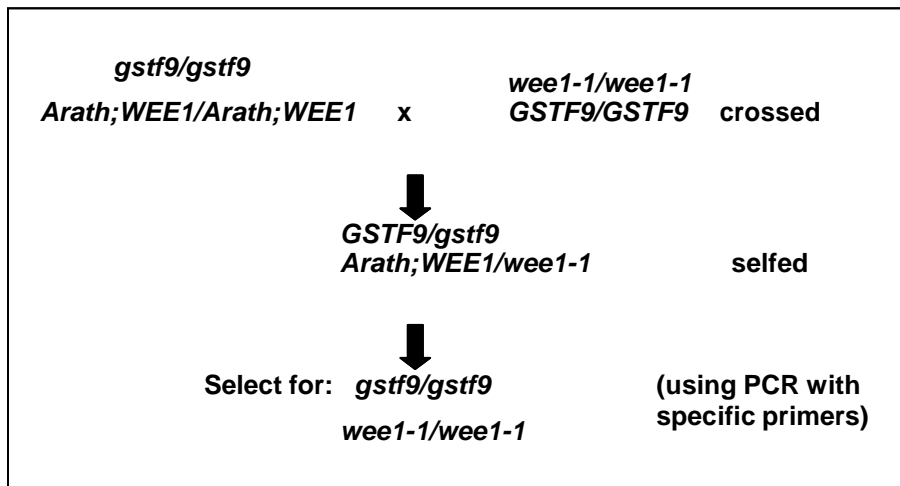 gstf9/gstf9
wee1-1/wee1-1
Arath;WEE1/Arath;WEE1 x GSTF9/GSTF9 crossed
GSTF9/gstf9
Arath;WEE1/wee1-1 selfed
Select for: gstf9/gstf9 (using PCR with
specific primers)
wee1-1/wee1-1